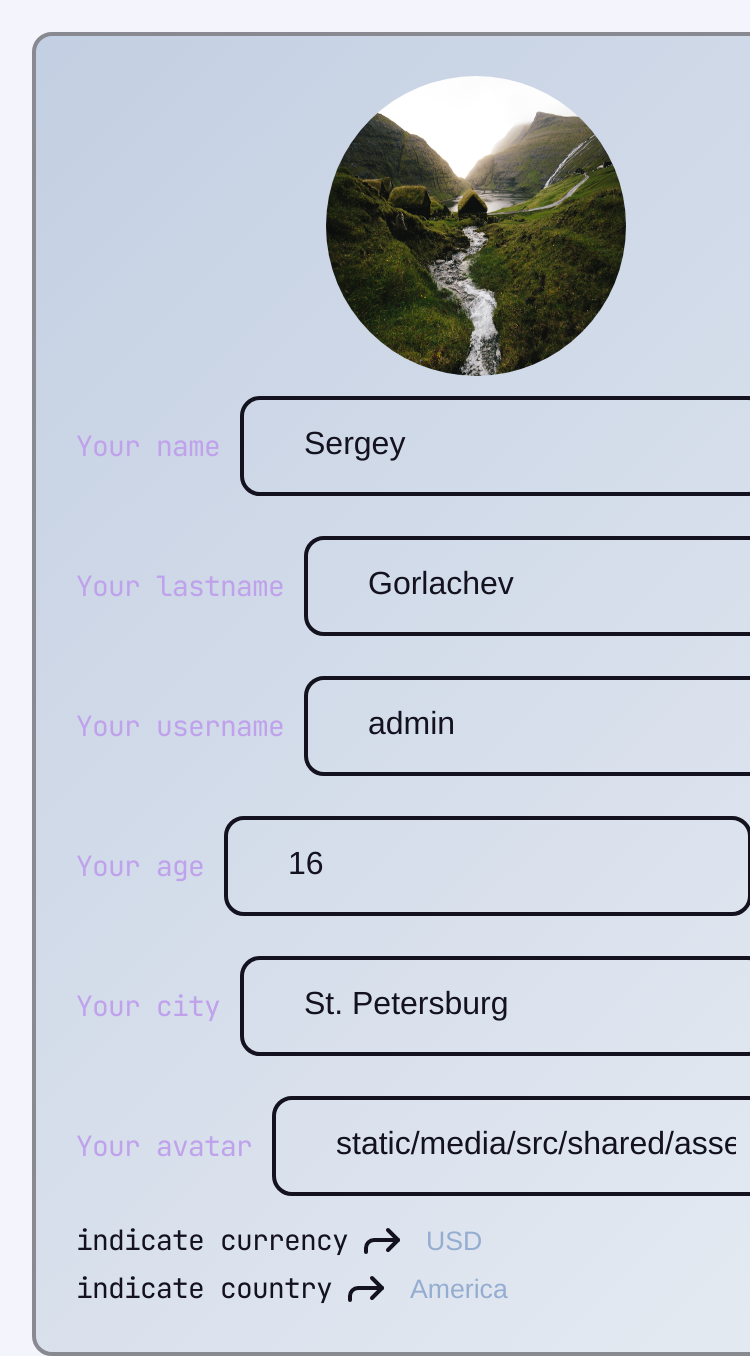 Your name Sergey
Your lastname Gorlachev
Your username admin
Your age 16
Your city St. Petersburg
Your avatar static/media/src/shared/asse
indicate currency USD
indicate country America